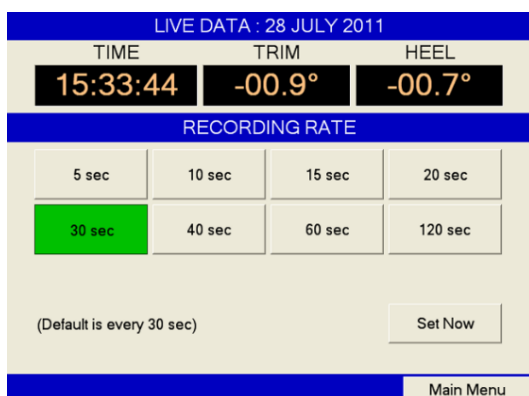 LIVE DATA : 28 JULY 2011
TIME TRIM HEEL
15:33:44 -00.9° -00.7°
RECORDING RATE
5 sec 10 sec 15 sec 20 sec
30 sec 40 sec 60 sec 120 sec
(Default is every 30 sec) Set Now
Main Menu